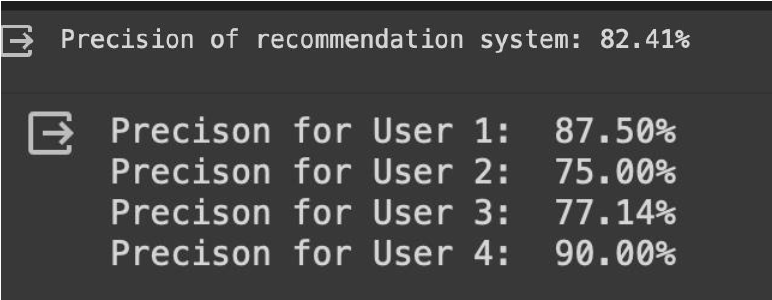 Precision of recommendation system: 82.41%
Precison for User 1:  87.50%
Precison for User 2:  75.00%
Precison for User 3:  77.14%
Precison for User 4:  90.00%